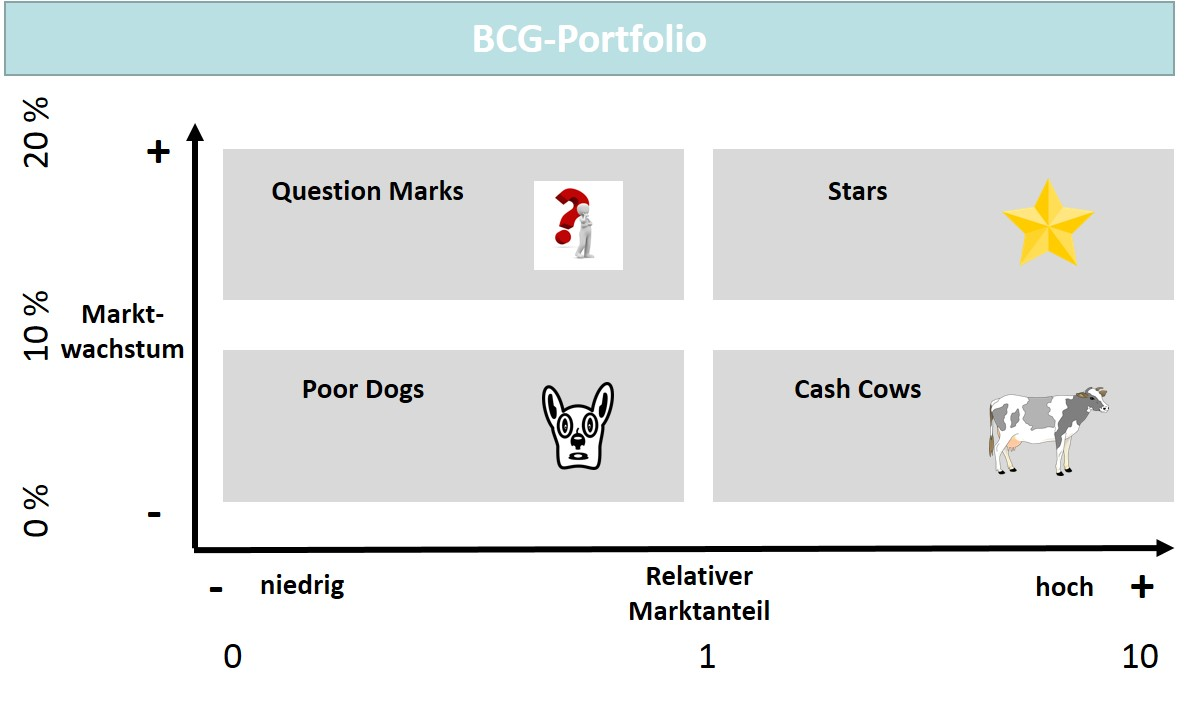 BCG-Portfolio
20 %
+
Question Marks
Stars
10 %
Markt-
wachstum
Poor Dogs
Cash Cows
0 %
-
- niedrig
Relativer
Marktanteil
hoch +
0
1
10